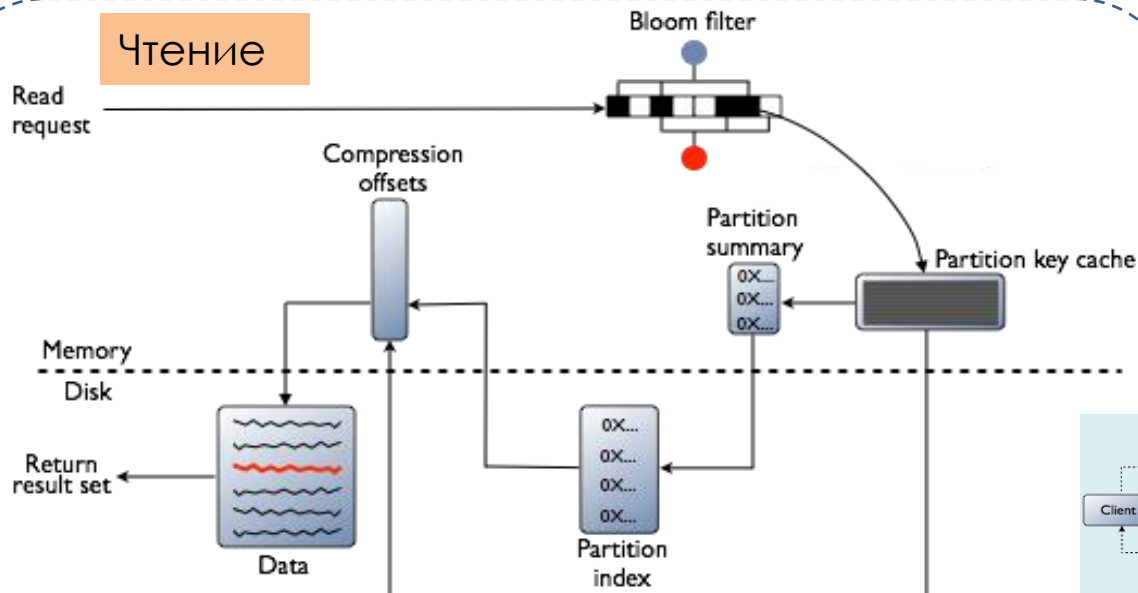 Чтение
Bloom filter
Read
request
Compression
offsets
Partition
summary
0X...
0X...
0X...
Partition key cache
Memory
Disk
0X...
0X...
0X...
0X...
Return
result set
Client
Data
Partition
index